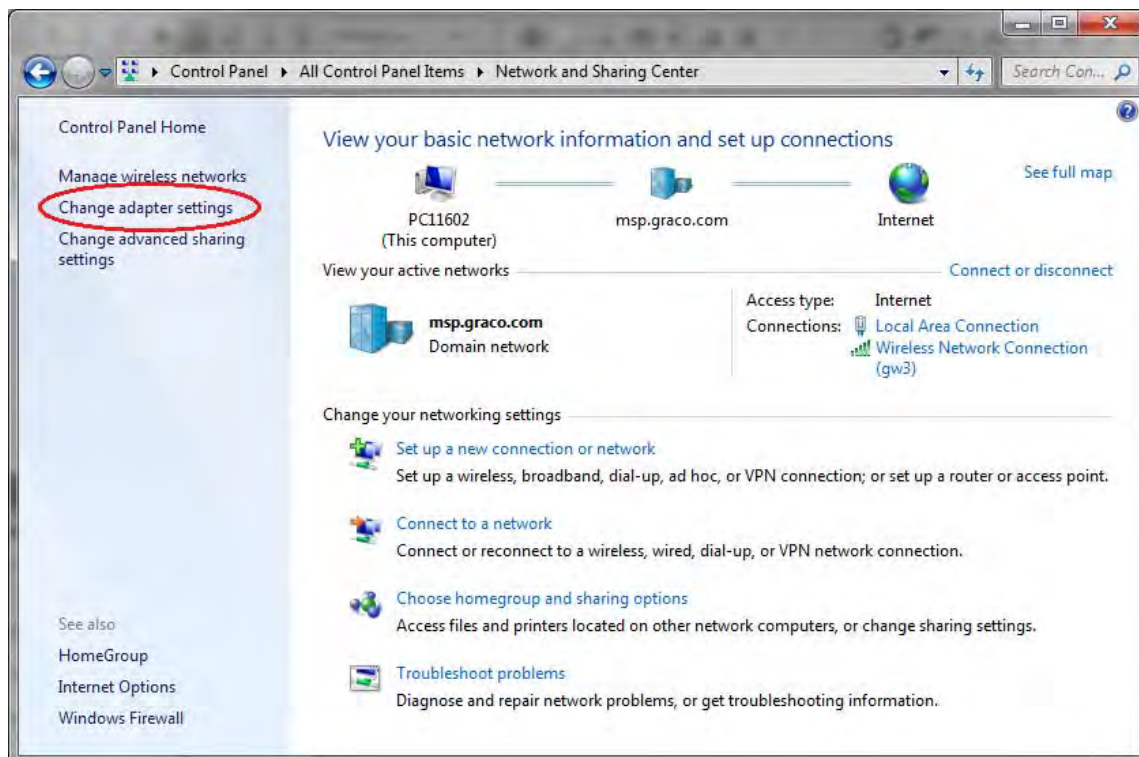 Control Panel ▸ All Control Panel Items ▸ Network and Sharing Center
Search Con...
Control Panel Home
Manage wireless networks
Change adapter settings
Change advanced sharing
settings
See also
HomeGroup
Internet Options
Windows Firewall
View your basic network information and set up connections
See full map
PC11602
(This computer)
msp.graco.com
Internet
View your active networks
Connect or disconnect
msp.graco.com
Domain network
Access type: Internet
Connections: Local Area Connection
Wireless Network Connection
(gw3)
Change your networking settings
Set up a new connection or network
Set up a wireless, broadband, dial-up, ad hoc, or VPN connection; or set up a router or access point.
Connect to a network
Connect or reconnect to a wireless, wired, dial-up, or VPN network connection.
Choose homegroup and sharing options
Access files and printers located on other network computers, or change sharing settings.
Troubleshoot problems
Diagnose and repair network problems, or get troubleshooting information.